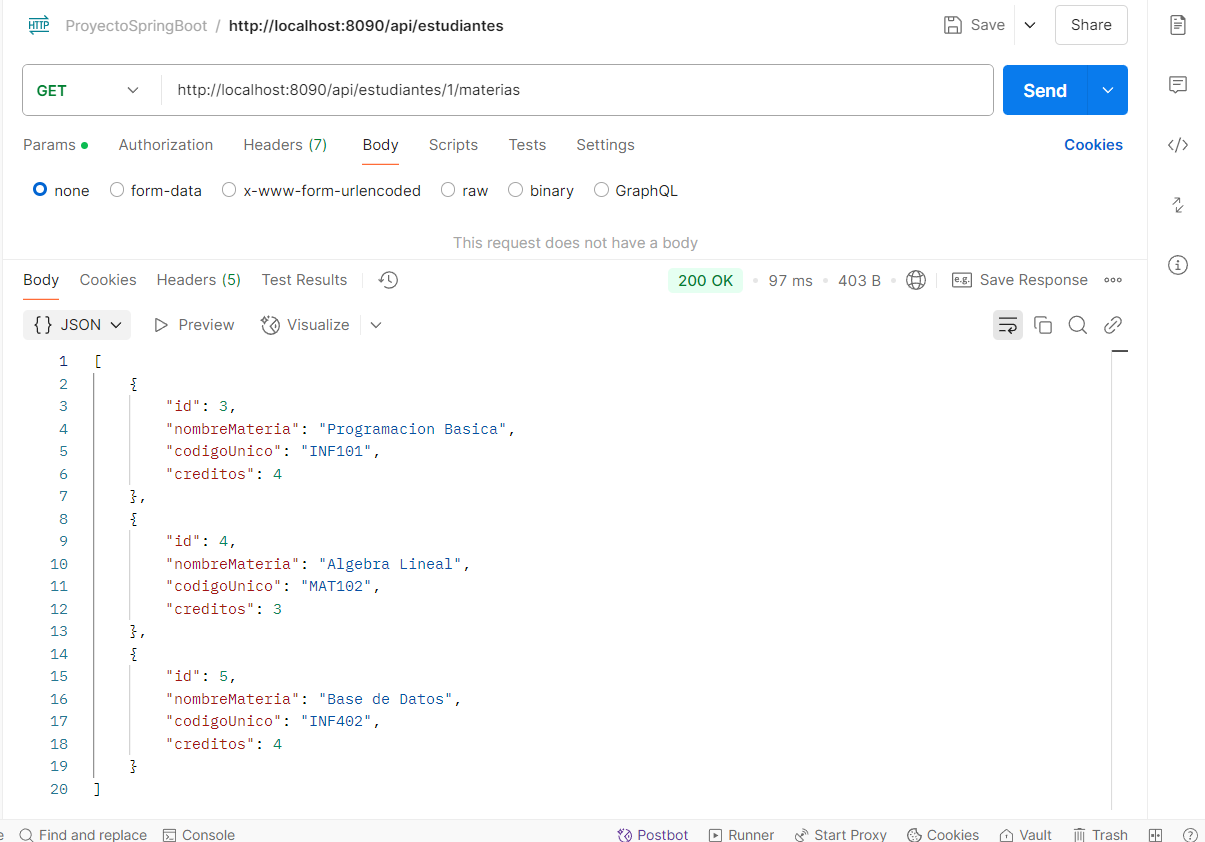 HTTP ProyectoSpringBoot / http://localhost:8090/api/estudiantes Save Share
GET http://localhost:8090/api/estudiantes/1/materias Send
Params Authorization Headers (7) Body Scripts Tests Settings Cookies
none form-data x-www-form-urlencoded raw binary GraphQL
This request does not have a body
Body Cookies Headers (5) Test Results 200 OK 97 ms 403 B e.g. Save Response
{} JSON Preview Visualize
1 [
2 {
3 "id": 3,
4 "nombreMateria": "Programacion Basica",
5 "codigoUnico": "INF101",
6 "creditos": 4
7 },
8 {
9 "id": 4,
10 "nombreMateria": "Algebra Lineal",
11 "codigoUnico": "MAT102",
12 "creditos": 3
13 },
14 {
15 "id": 5,
16 "nombreMateria": "Base de Datos",
17 "codigoUnico": "INF402",
18 "creditos": 4
19 }
20 ]
e Find and replace Console Postbot Runner Start Proxy Cookies Vault Trash